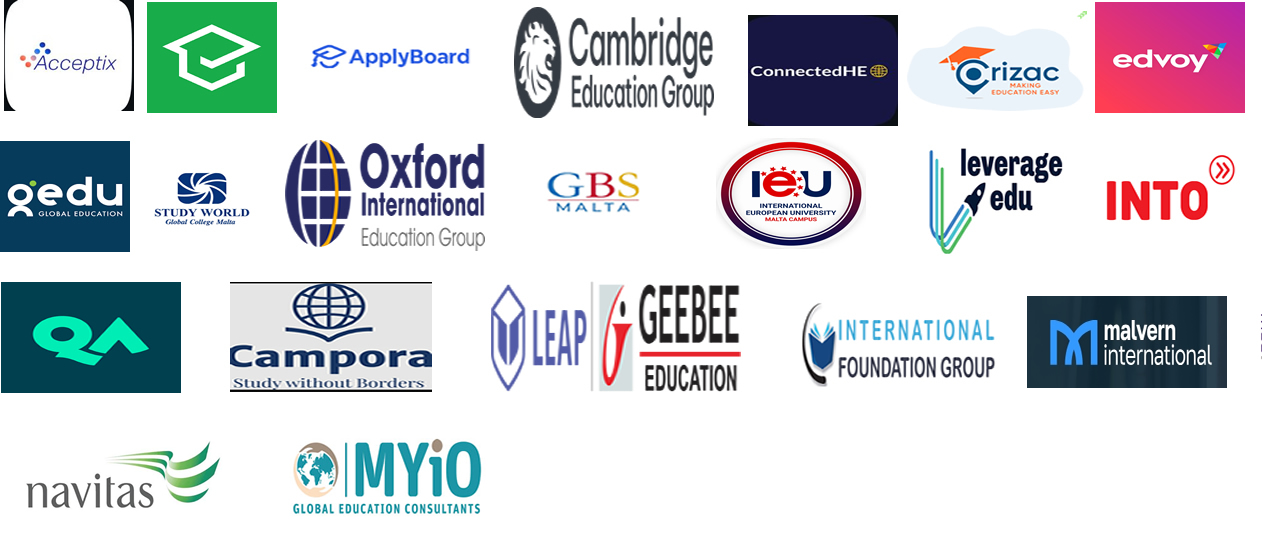 Acceptix
ApplyBoard
Cambridge
Education Group
ConnectedHE
Crizac
MAKING
EDUCATION EASY
edvoy
gedu
GLOBAL EDUCATION
STUDY WORLD
Global College Malta
Oxford
International
Education Group
GBS
MALTA
IEU
INTERNATIONAL
EUROPEAN UNIVERSITY
MALTA CAMPUS
leverage
edu
INTO
QA
Campora
Study without Borders
LEAP
GEEBEE
EDUCATION
INTERNATIONAL
FOUNDATION GROUP
malvern
international
navitas
MYiO
GLOBAL EDUCATION CONSULTANTS